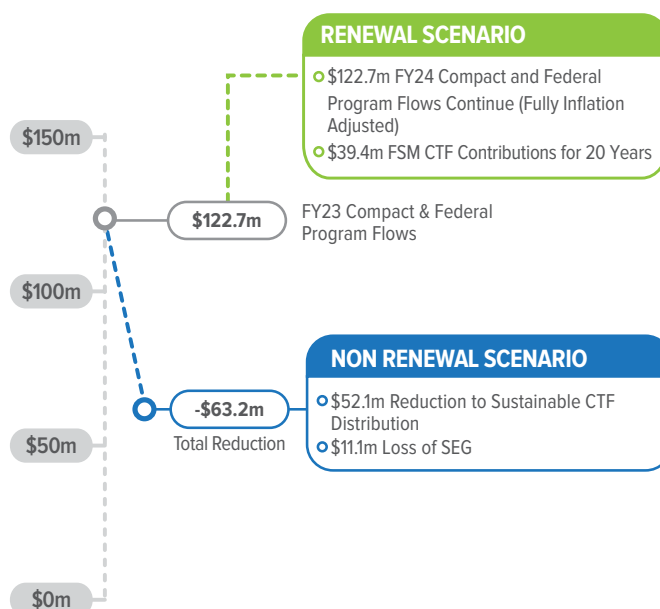 RENEWAL SCENARIO
$122.7m FY24 Compact and Federal
Program Flows Continue (Fully Inflation
Adjusted)
$39.4m FSM CTF Contributions for 20 Years
$150m
$122.7m
FY23 Compact & Federal
Program Flows
$100m
NON RENEWAL SCENARIO
$52.1m Reduction to Sustainable CTF
Distribution
$11.1m Loss of SEG
-$63.2m
Total Reduction
$50m
$0m